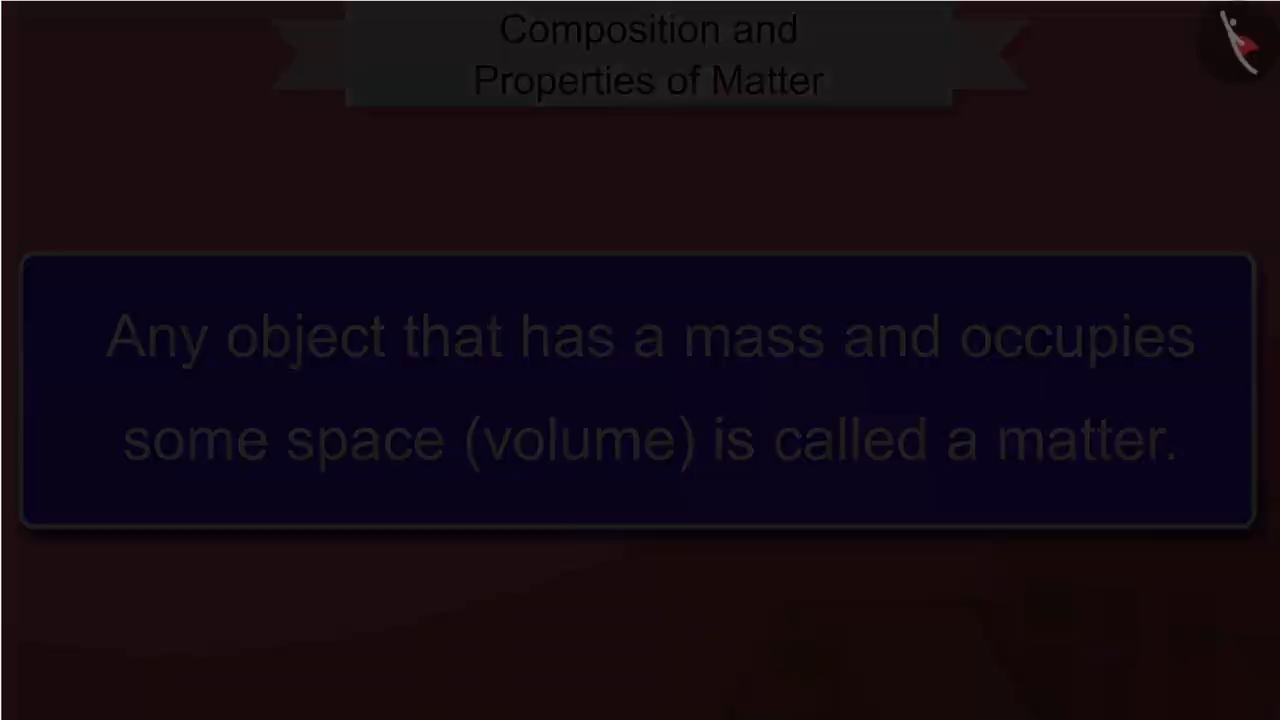 Composition and
Properties of Matter
Any object that has a mass and occupies
some space (volume) is called a matter.